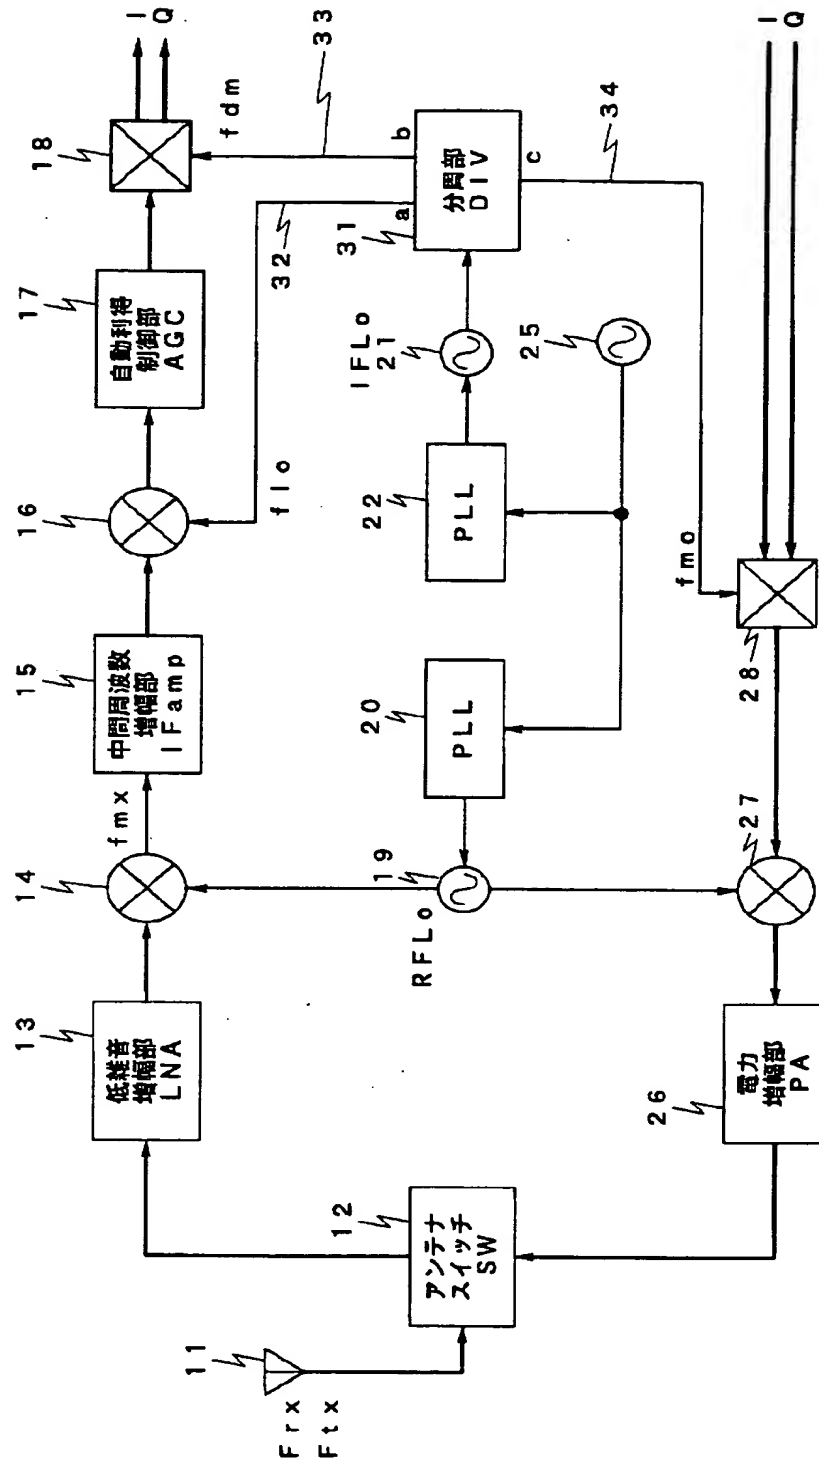 11
Frx
Ftx
12
アンテナ
スイッチ
SW
13
低雑音
増幅部
LNA
14
fmx
15
中間周波数
増幅部
IFamp
16
flo
17
自動利得
制御部
AGC
18
I
Q
fdm
33
32
31
a
b
c
分周部
DIV
34
IFLo
21
25
22
PLL
20
PLL
19
RFLo
fmo
I
Q
28
27
26
電力
増幅部
PA